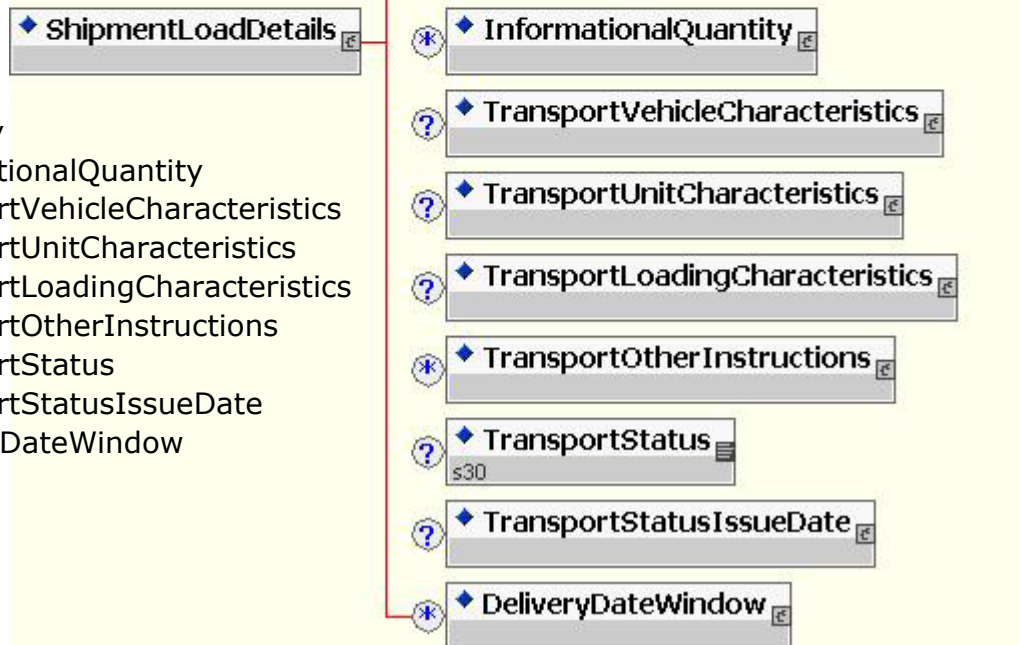 ShipmentLoadDetails
InformationalQuantity
TransportVehicleCharacteristics
y
tionalQuantity
rtVehicleCharacteristics
TransportUnitCharacteristics
rtUnitCharacteristics
rtLoadingCharacteristics
TransportLoadingCharacteristics
rtOtherInstructions
rtStatus
TransportOtherInstructions
rtStatusIssueDate
DateWindow
TransportStatus
s30
TransportStatusIssueDate
DeliveryDateWindow